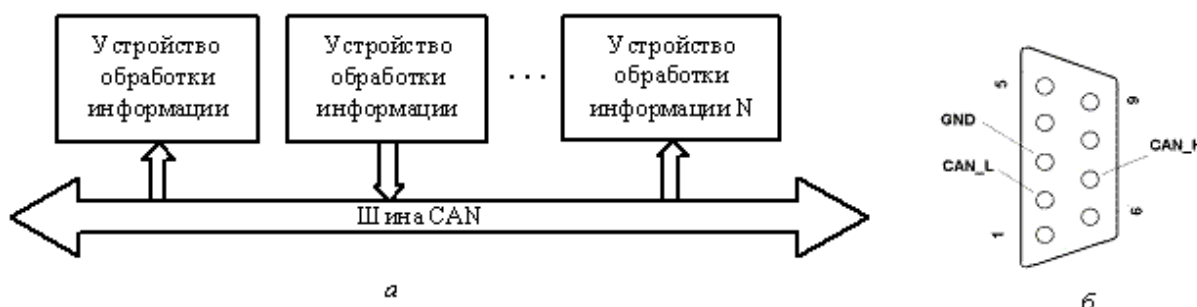 Устройство
обработки
информации
Устройство
обработки
информации
. . .
Устройство
обработки
информации N
Шина CAN
а
5
9
GND
CAN_H
CAN_L
1
6
б